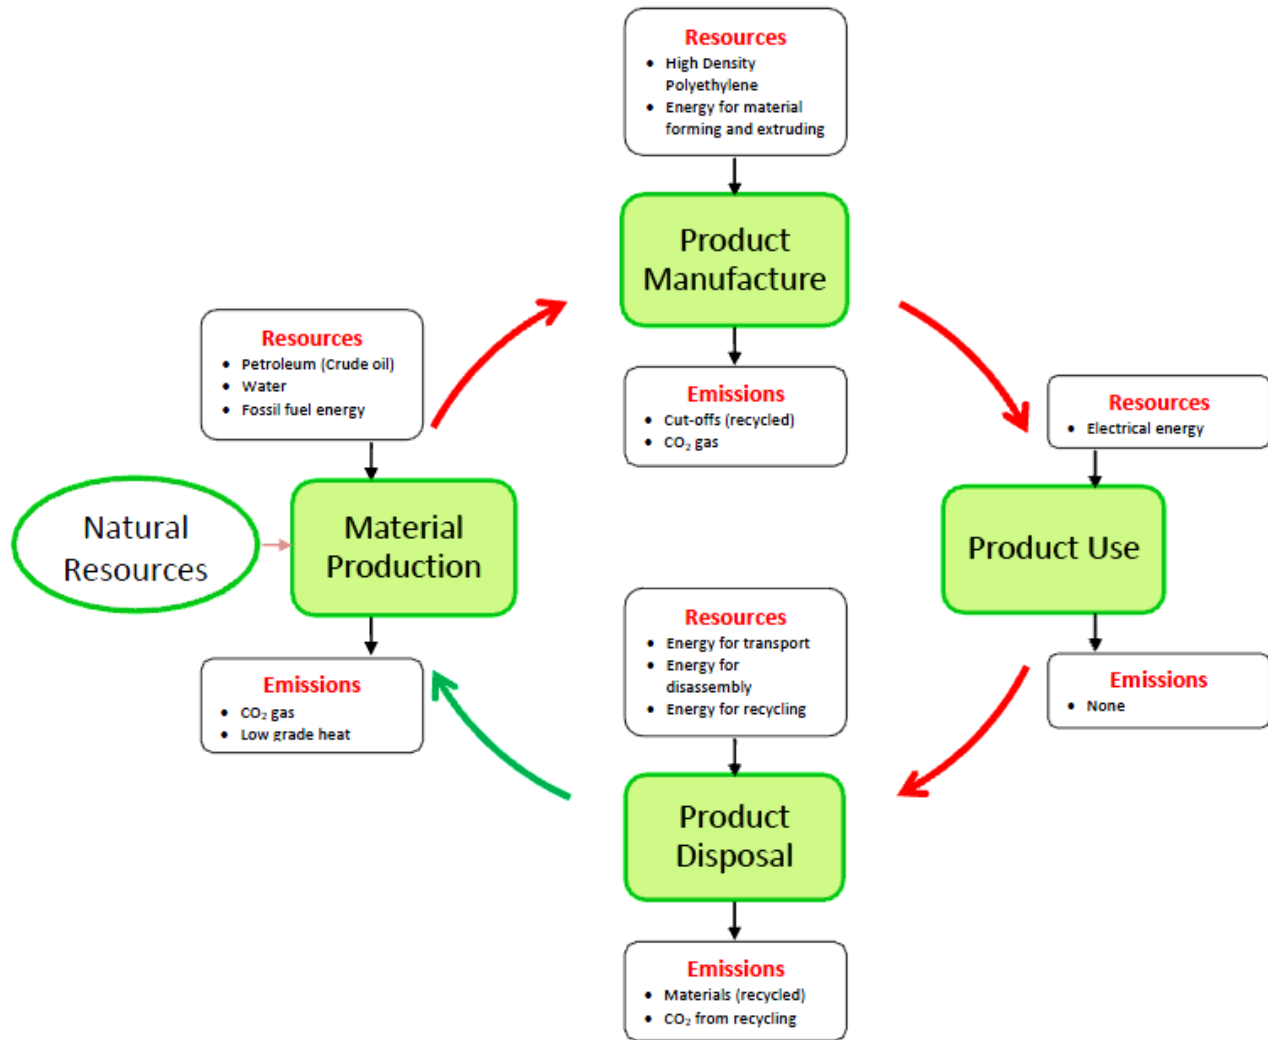 Resources
• High Density
Polyethylene
• Energy for material
forming and extruding
Product
Manufacture
Emissions
• Cut-offs (recycled)
• CO₂ gas
Resources
• Petroleum (Crude oil)
• Water
• Fossil fuel energy
Natural
Resources
Material
Production
Emissions
• CO₂ gas
• Low grade heat
Resources
• Electrical energy
Product Use
Emissions
• None
Resources
• Energy for transport
• Energy for
disassembly
• Energy for recycling
Product
Disposal
Emissions
• Materials (recycled)
• CO₂ from recycling